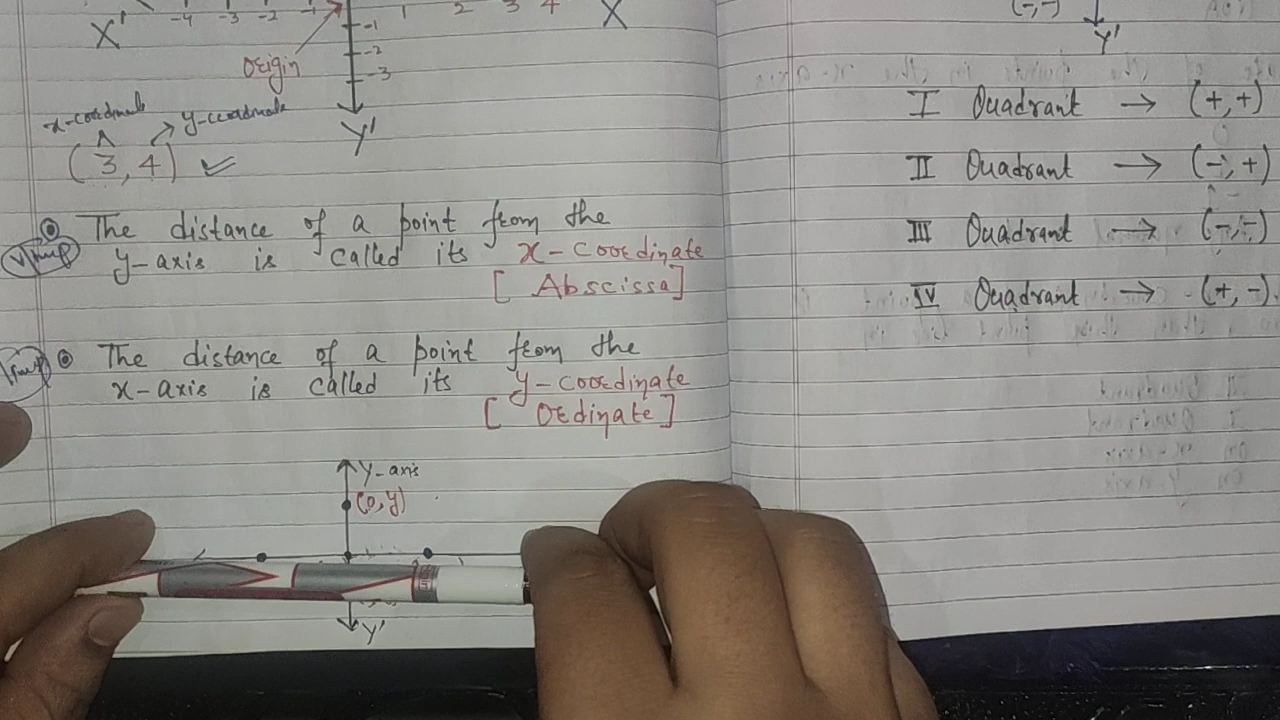 X' -4 -3 -2 -1 1 2 3 4 X
-1
-2
-3
Origin
Y'
x-coordinate y-coordinate
(3, 4)
The distance of a point from the
y-axis is called its x-coordinate
[Abscissa]
The distance of a point from the
x-axis is called its y-coordinate
[Ordinate]
Y-axis
(0, y)
Y'
(-,-)
Y'
I Quadrant → (+, +)
II Quadrant → (-, +)
III Quadrant → (-, -)
IV Quadrant → (+, -)